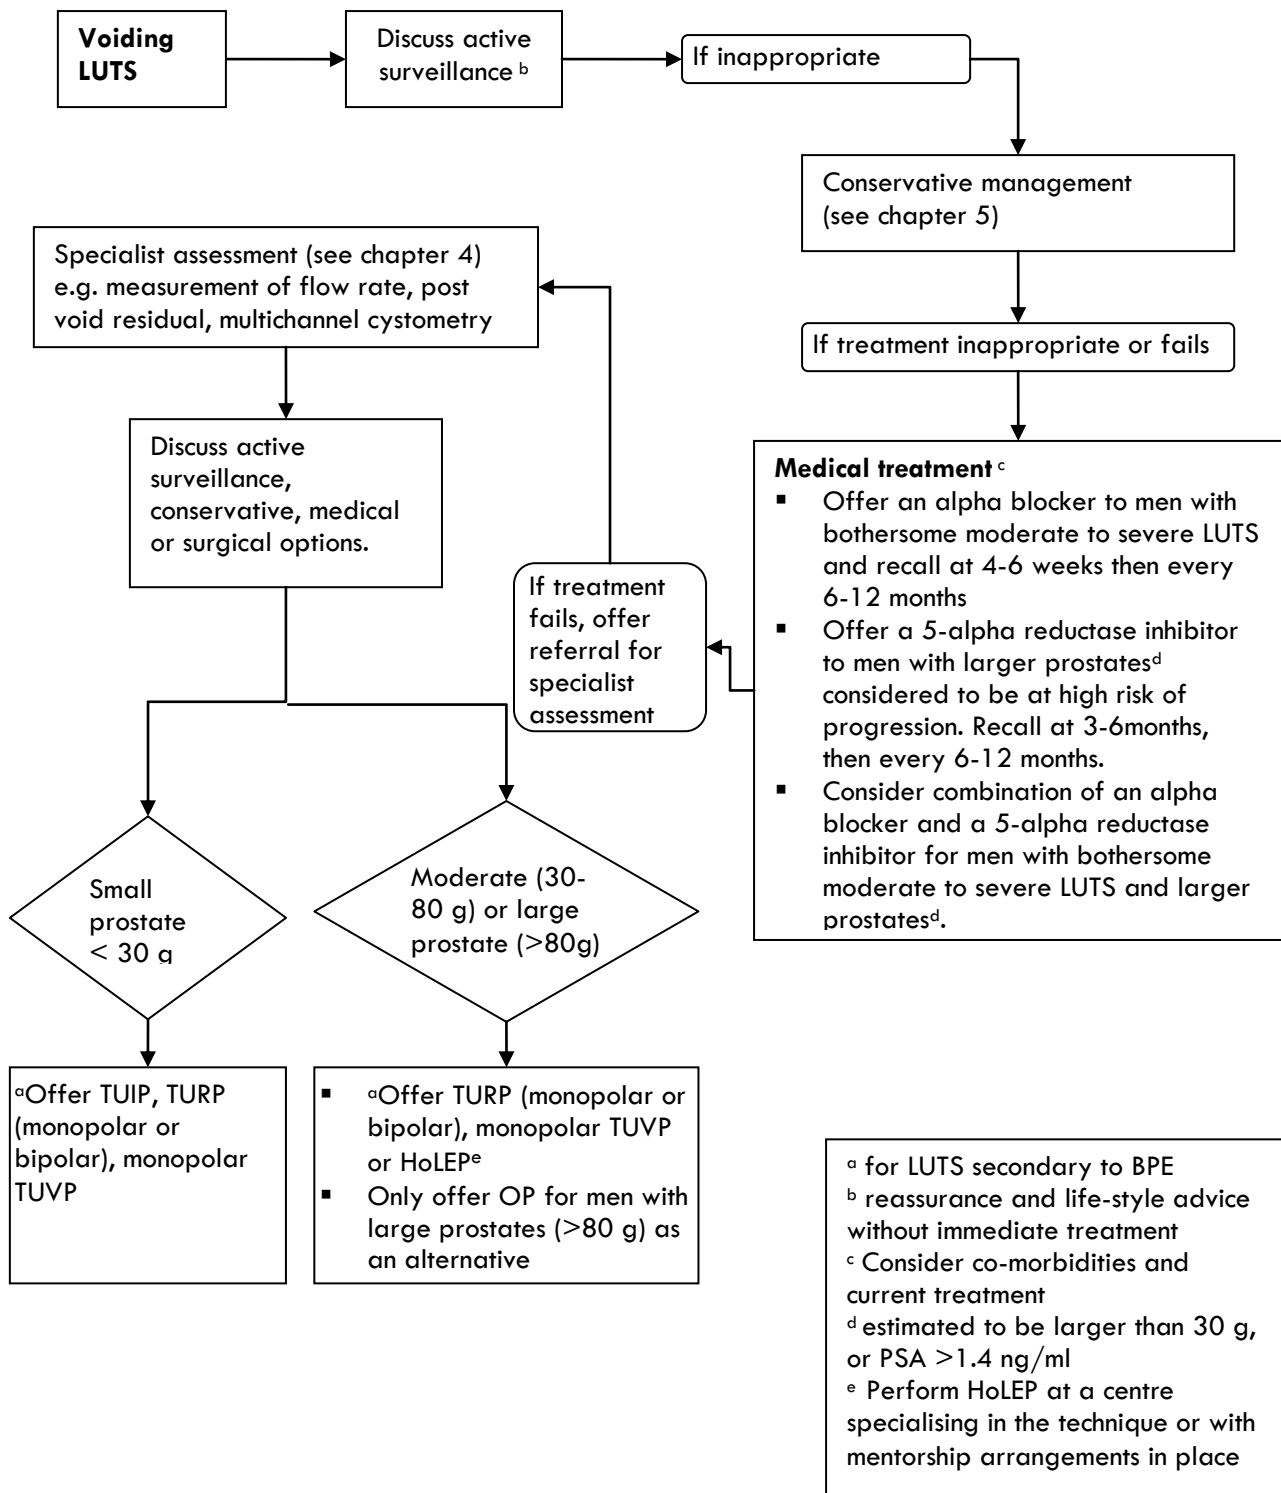 Voiding
LUTS
Discuss active
surveillance b
If inappropriate
Conservative management
(see chapter 5)
If treatment inappropriate or fails
Medical treatment c
▪ Offer an alpha blocker to men with
bothersome moderate to severe LUTS
and recall at 4-6 weeks then every
6-12 months
▪ Offer a 5-alpha reductase inhibitor
to men with larger prostatesd
considered to be at high risk of
progression. Recall at 3-6months,
then every 6-12 months.
▪ Consider combination of an alpha
blocker and a 5-alpha reductase
inhibitor for men with bothersome
moderate to severe LUTS and larger
prostatesd.
If treatment
fails, offer
referral for
specialist
assessment
Specialist assessment (see chapter 4)
e.g. measurement of flow rate, post
void residual, multichannel cystometry
Discuss active
surveillance,
conservative, medical
or surgical options.
Small
prostate
< 30 g
Moderate (30-
80 g) or large
prostate (>80g)
aOffer TUIP, TURP
(monopolar or
bipolar), monopolar
TUVP
▪ aOffer TURP (monopolar or
bipolar), monopolar TUVP
or HoLEPe
▪ Only offer OP for men with
large prostates (>80 g) as
an alternative
a for LUTS secondary to BPE
b reassurance and life-style advice
without immediate treatment
c Consider co-morbidities and
current treatment
d estimated to be larger than 30 g,
or PSA >1.4 ng/ml
e Perform HoLEP at a centre
specialising in the technique or with
mentorship arrangements in place